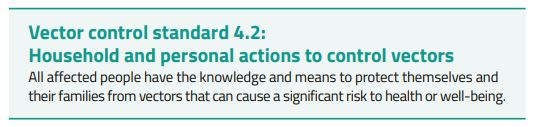 Vector control standard 4.2:
Household and personal actions to control vectors
All affected people have the knowledge and means to protect themselves and
their families from vectors that can cause a significant risk to health or well-being.